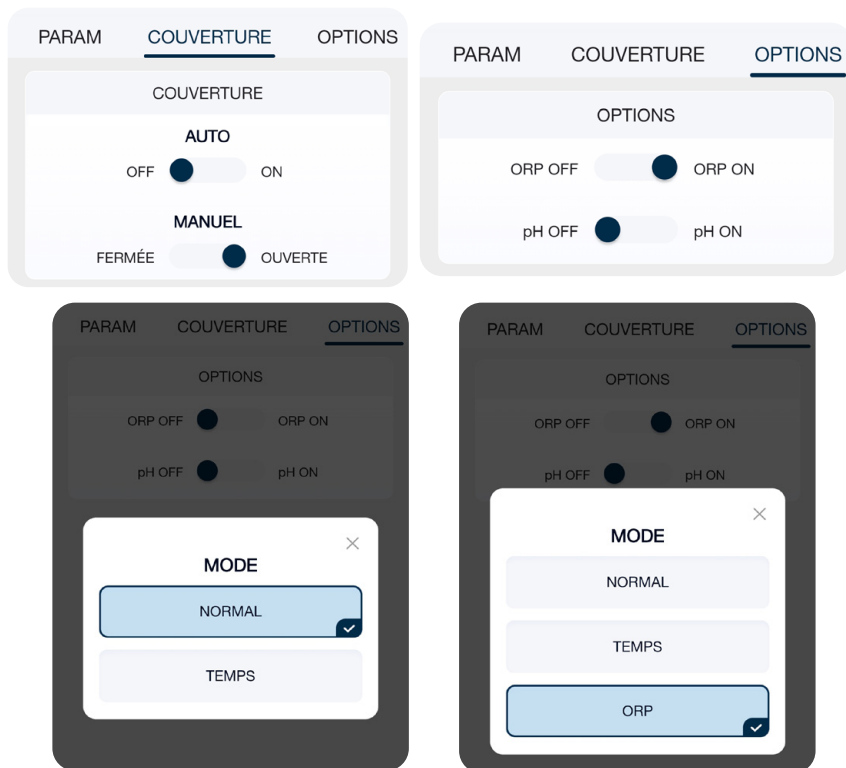 PARAM COUVERTURE OPTIONS
COUVERTURE
AUTO
OFF ON
MANUEL
FERMÉE OUVERTE
PARAM COUVERTURE OPTIONS
OPTIONS
ORP OFF ORP ON
pH OFF pH ON
PARAM COUVERTURE OPTIONS
OPTIONS
ORP OFF ORP ON
pH OFF pH ON
MODE
NORMAL
TEMPS
PARAM COUVERTURE OPTIONS
OPTIONS
ORP OFF ORP ON
pH OFF pH ON
MODE
NORMAL
TEMPS
ORP